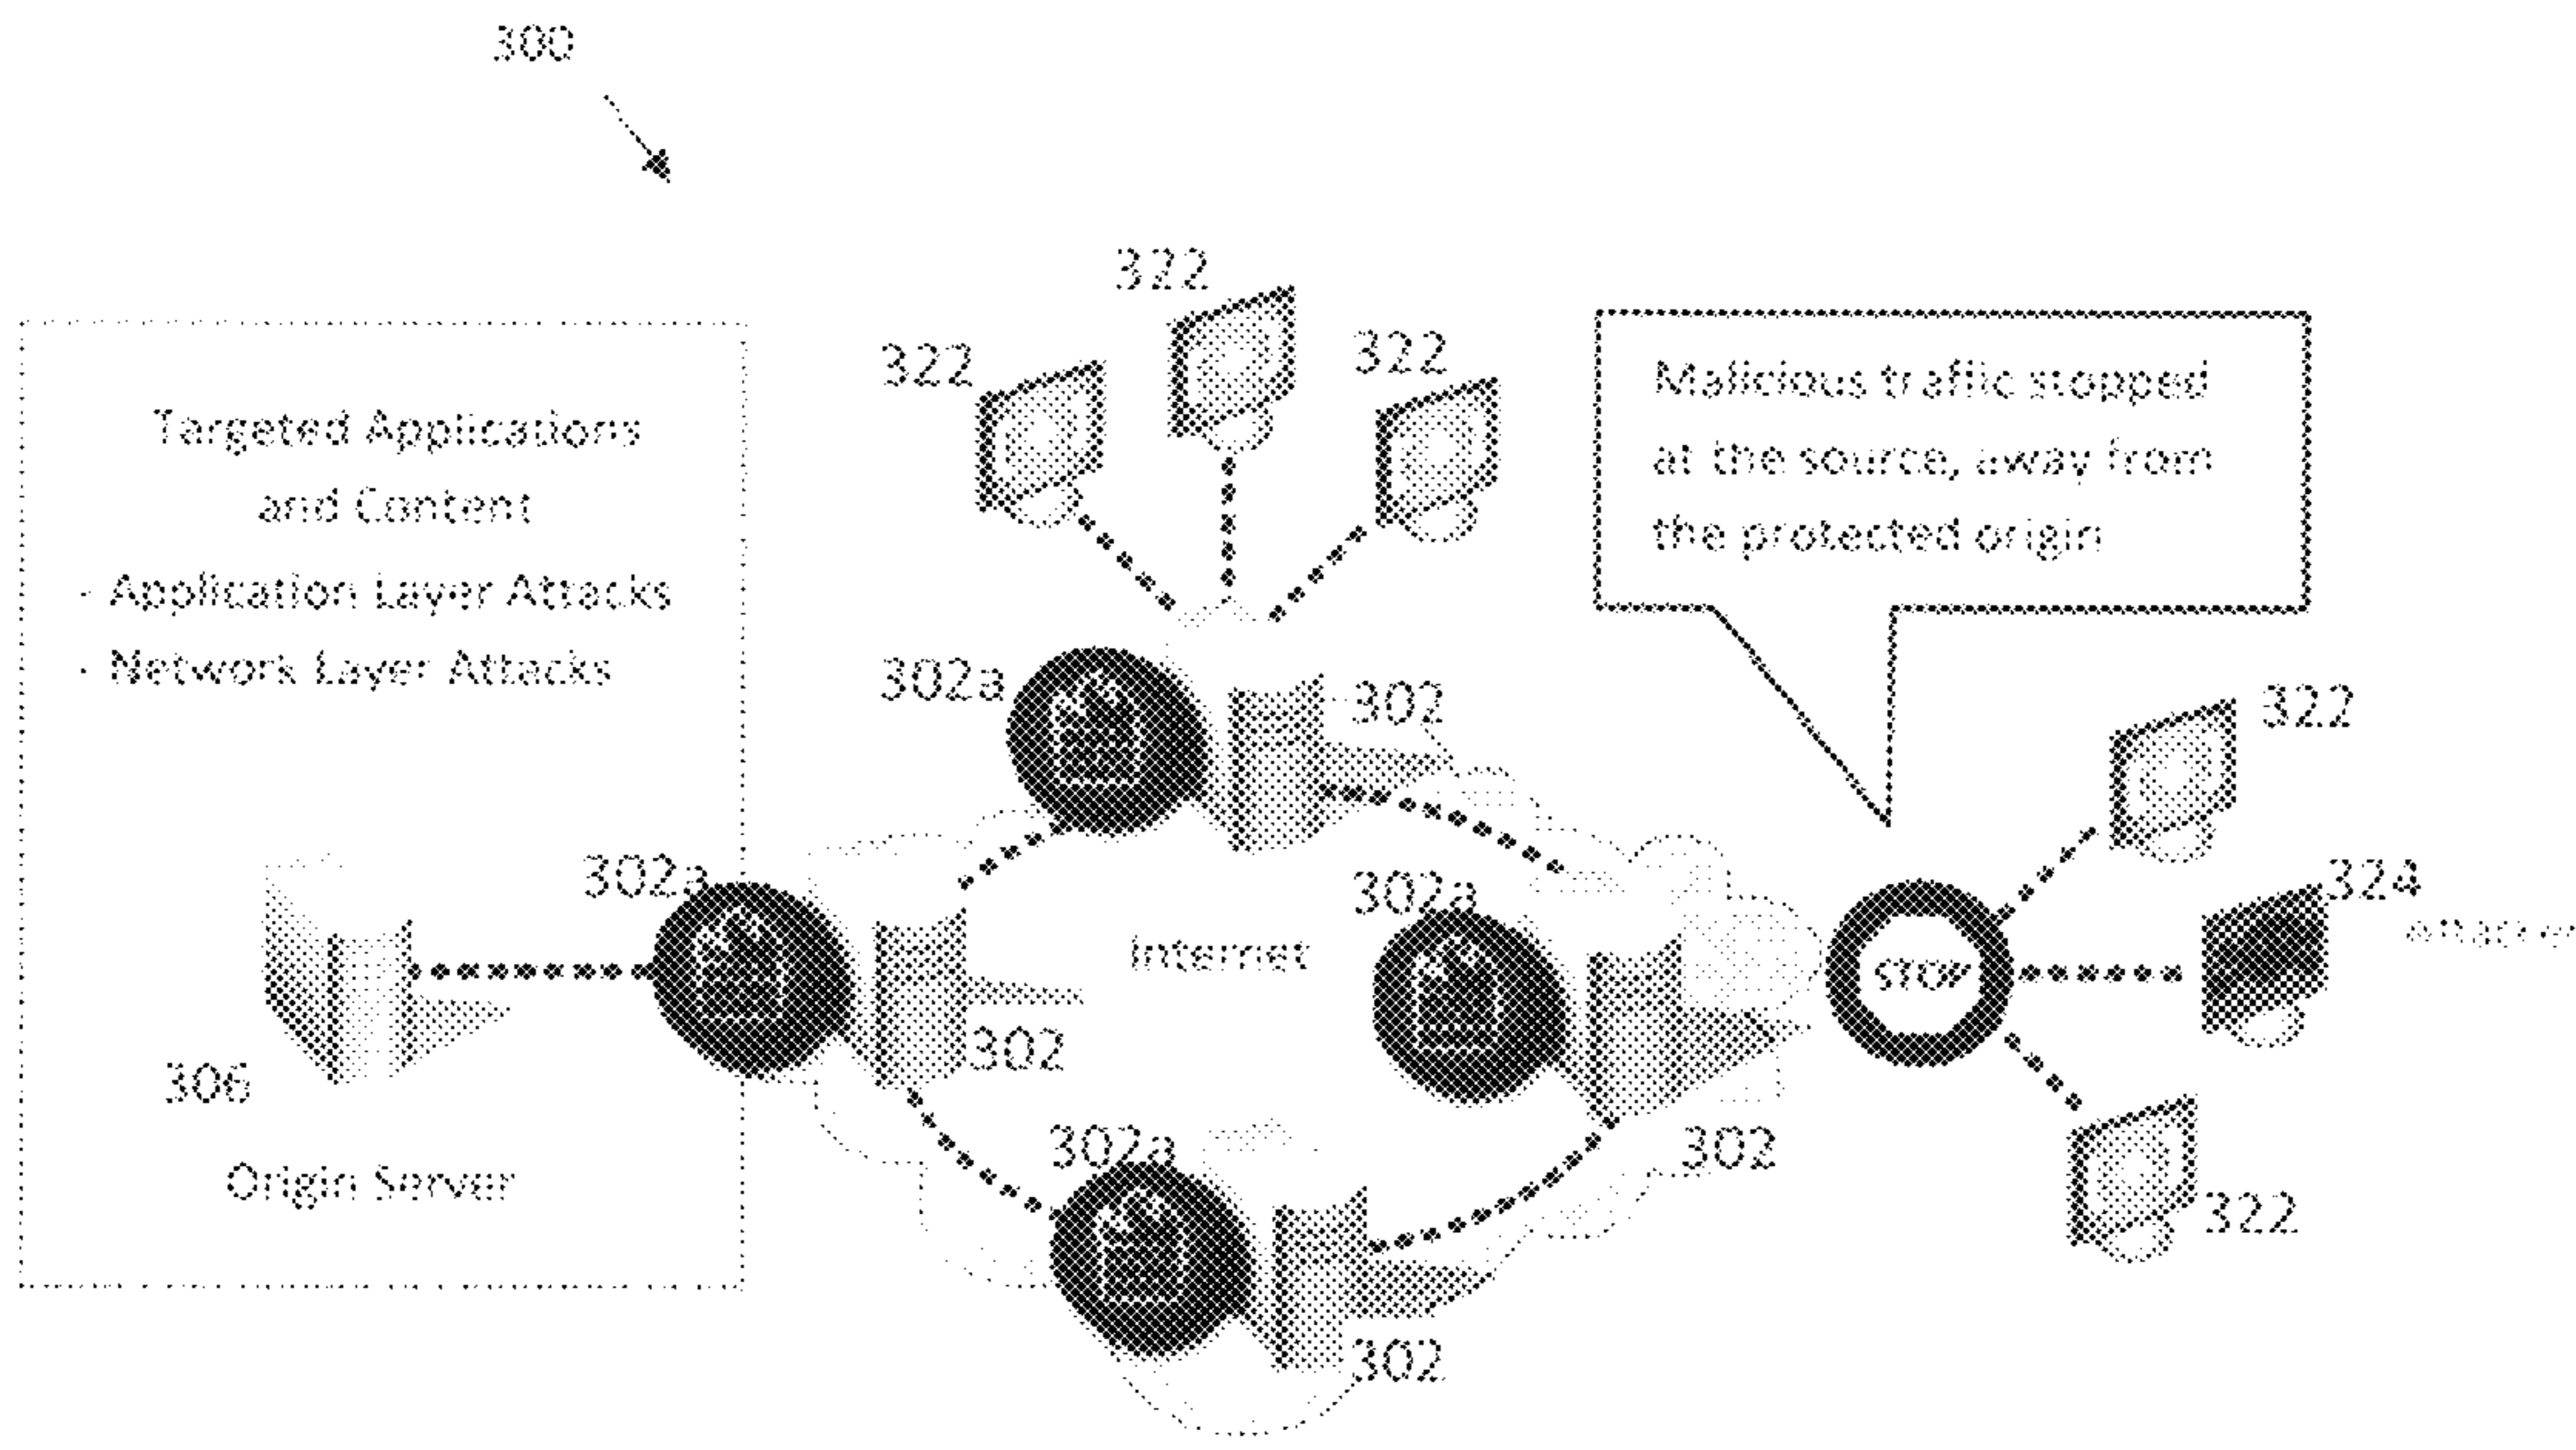 300
322
322
322
Targeted Applications
and Content
- Application Layer Attacks
- Network Layer Attacks
Malicious traffic stopped
at the source, away from
the protected origin
302a
302
322
302a
302a
324
Attacker
Internet
STOP
302
306
302a
302
Origin Server
322
302